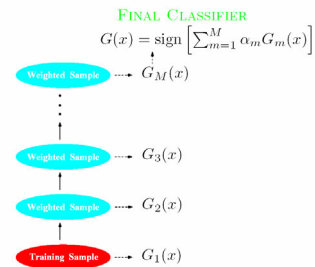 FINAL CLASSIFIER
G(x) = sign [∑_{m=1}^{M} α_m G_m(x)]
Weighted Sample G_M(x)
Weighted Sample G_3(x)
Weighted Sample G_2(x)
Training Sample G_1(x)